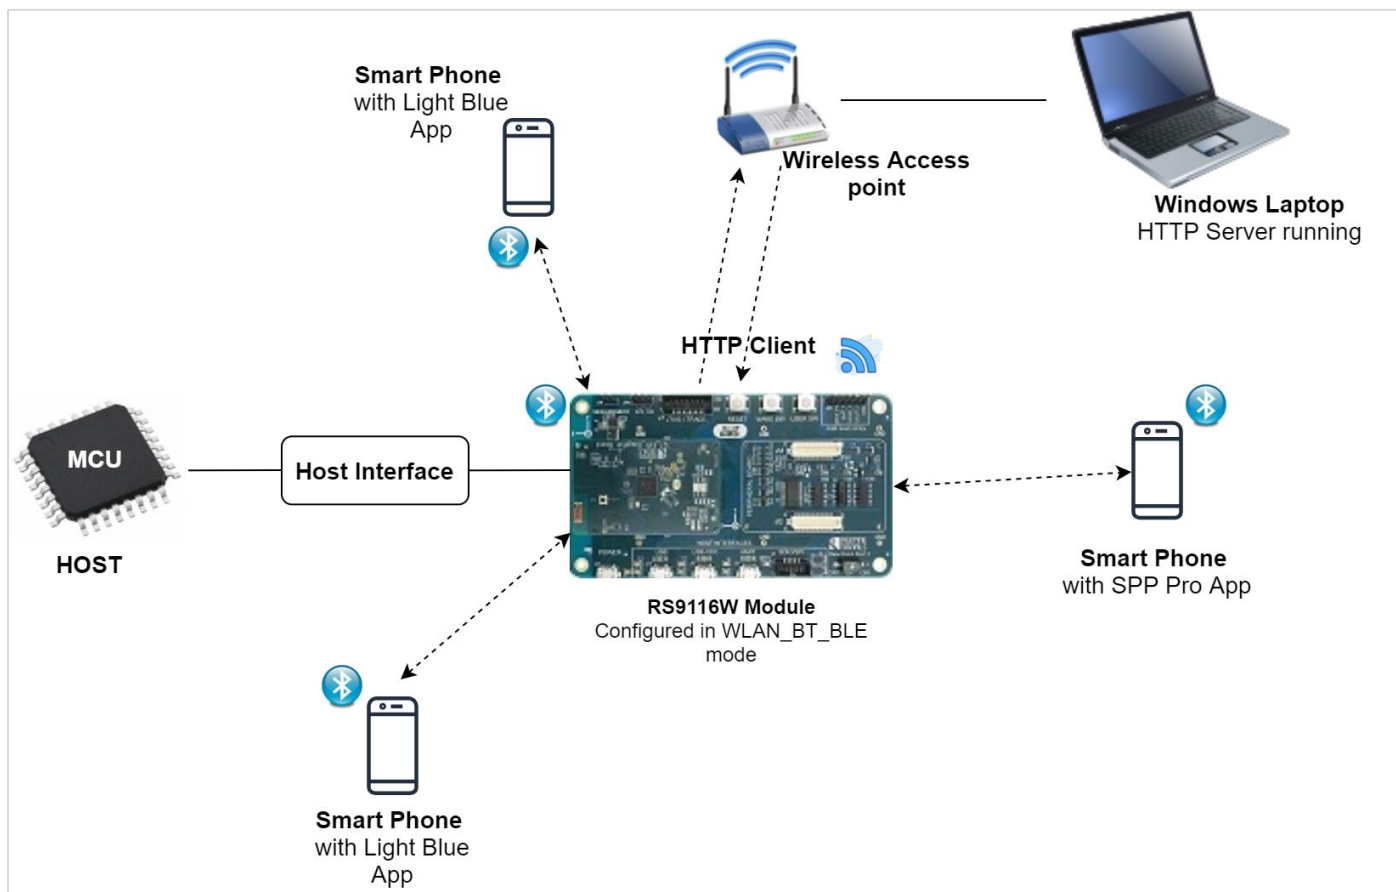 Smart Phone
with Light Blue
App
Wireless Access
point
Windows Laptop
HTTP Server running
HTTP Client
MCU
Host Interface
HOST
Smart Phone
with SPP Pro App
RS9116W Module
Configured in WLAN_BT_BLE
mode
Smart Phone
with Light Blue
App